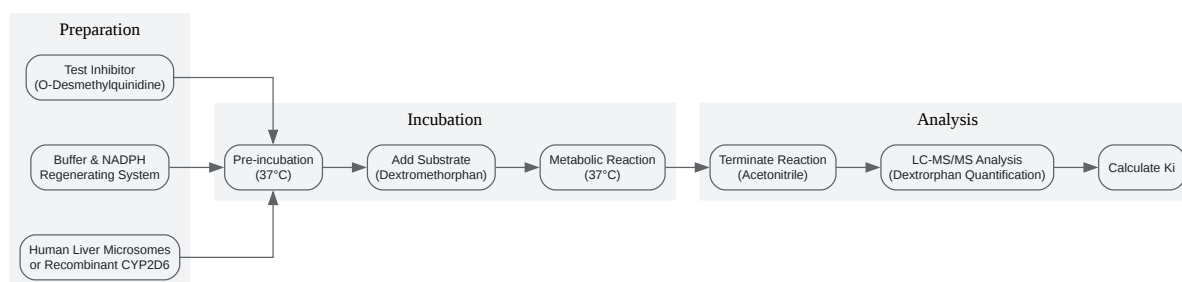 Preparation
Test Inhibitor
(O-Desmethylquinidine)
Buffer & NADPH
Regenerating System
Human Liver Microsomes
or Recombinant CYP2D6
Incubation
Pre-incubation
(37°C)
Add Substrate
(Dextromethorphan)
Metabolic Reaction
(37°C)
Analysis
Terminate Reaction
(Acetonitrile)
LC-MS/MS Analysis
(Dextrorphan Quantification)
Calculate Ki